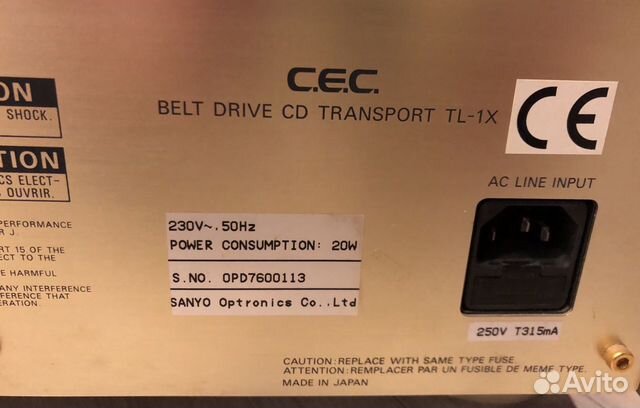 C.E.C.
BELT DRIVE CD TRANSPORT TL-1X
CE
ON
SHOCK.
TION
CS ELECT-
OUVRIR.
AC LINE INPUT
PERFORMANCE
R J.
RT 15 OF THE
ECT TO THE
E HARMFUL
ANY INTERFERENCE
FERENCE THAT
ERATION.
230V~. 50Hz
POWER CONSUMPTION: 20W
S.NO. OPD7600113
SANYO Optronics Co.,Ltd
250V T315mA
CAUTION:REPLACE WITH SAME TYPE FUSE.
ATTENTION:REMPLACER PAR UN FUSIBLE DE MEME TYPE.
MADE IN JAPAN
Avito